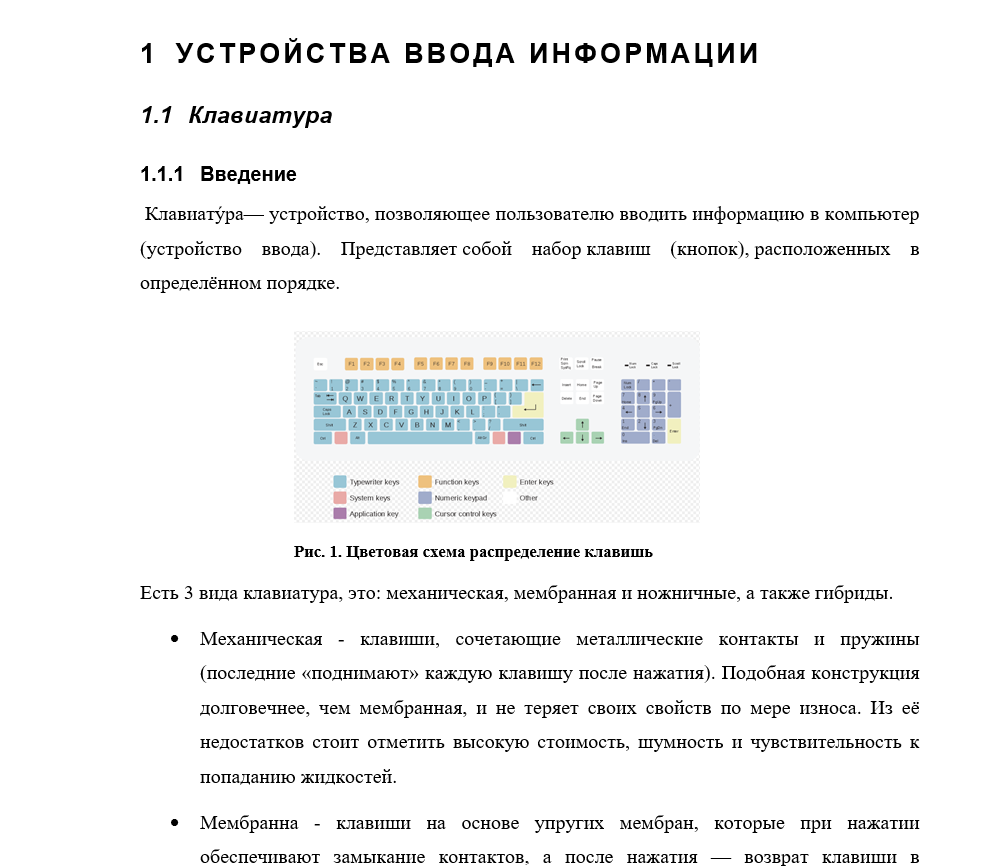 1 УСТРОЙСТВА ВВОДА ИНФОРМАЦИИ
1.1 Клавиатура
1.1.1 Введение
Клавиату́ра— устройство, позволяющее пользователю вводить информацию в компьютер
(устройство ввода). Представляет собой набор клавиш (кнопок), расположенных в
определённом порядке.
Esc F1 F2 F3 F4 F5 F6 F7 F8 F9 F10 F11 F12
Q W E R T Y U I O P
A S D F G H J K L
Z X C V B N M
Typewriter keys Function keys Enter keys
System keys Numeric keypad Other
Application key Cursor control keys
Рис. 1. Цветовая схема распределение клавишь
Есть 3 вида клавиатура, это: механическая, мембранная и ножничные, а также гибриды.
• Механическая - клавиши, сочетающие металлические контакты и пружины
(последние «поднимают» каждую клавишу после нажатия). Подобная конструкция
долговечнее, чем мембранная, и не теряет своих свойств по мере износа. Из её
недостатков стоит отметить высокую стоимость, шумность и чувствительность к
попаданию жидкостей.
• Мембранна - клавиши на основе упругих мембран, которые при нажатии
обеспечивают замыкание контактов, а после нажатия — возврат клавиши в